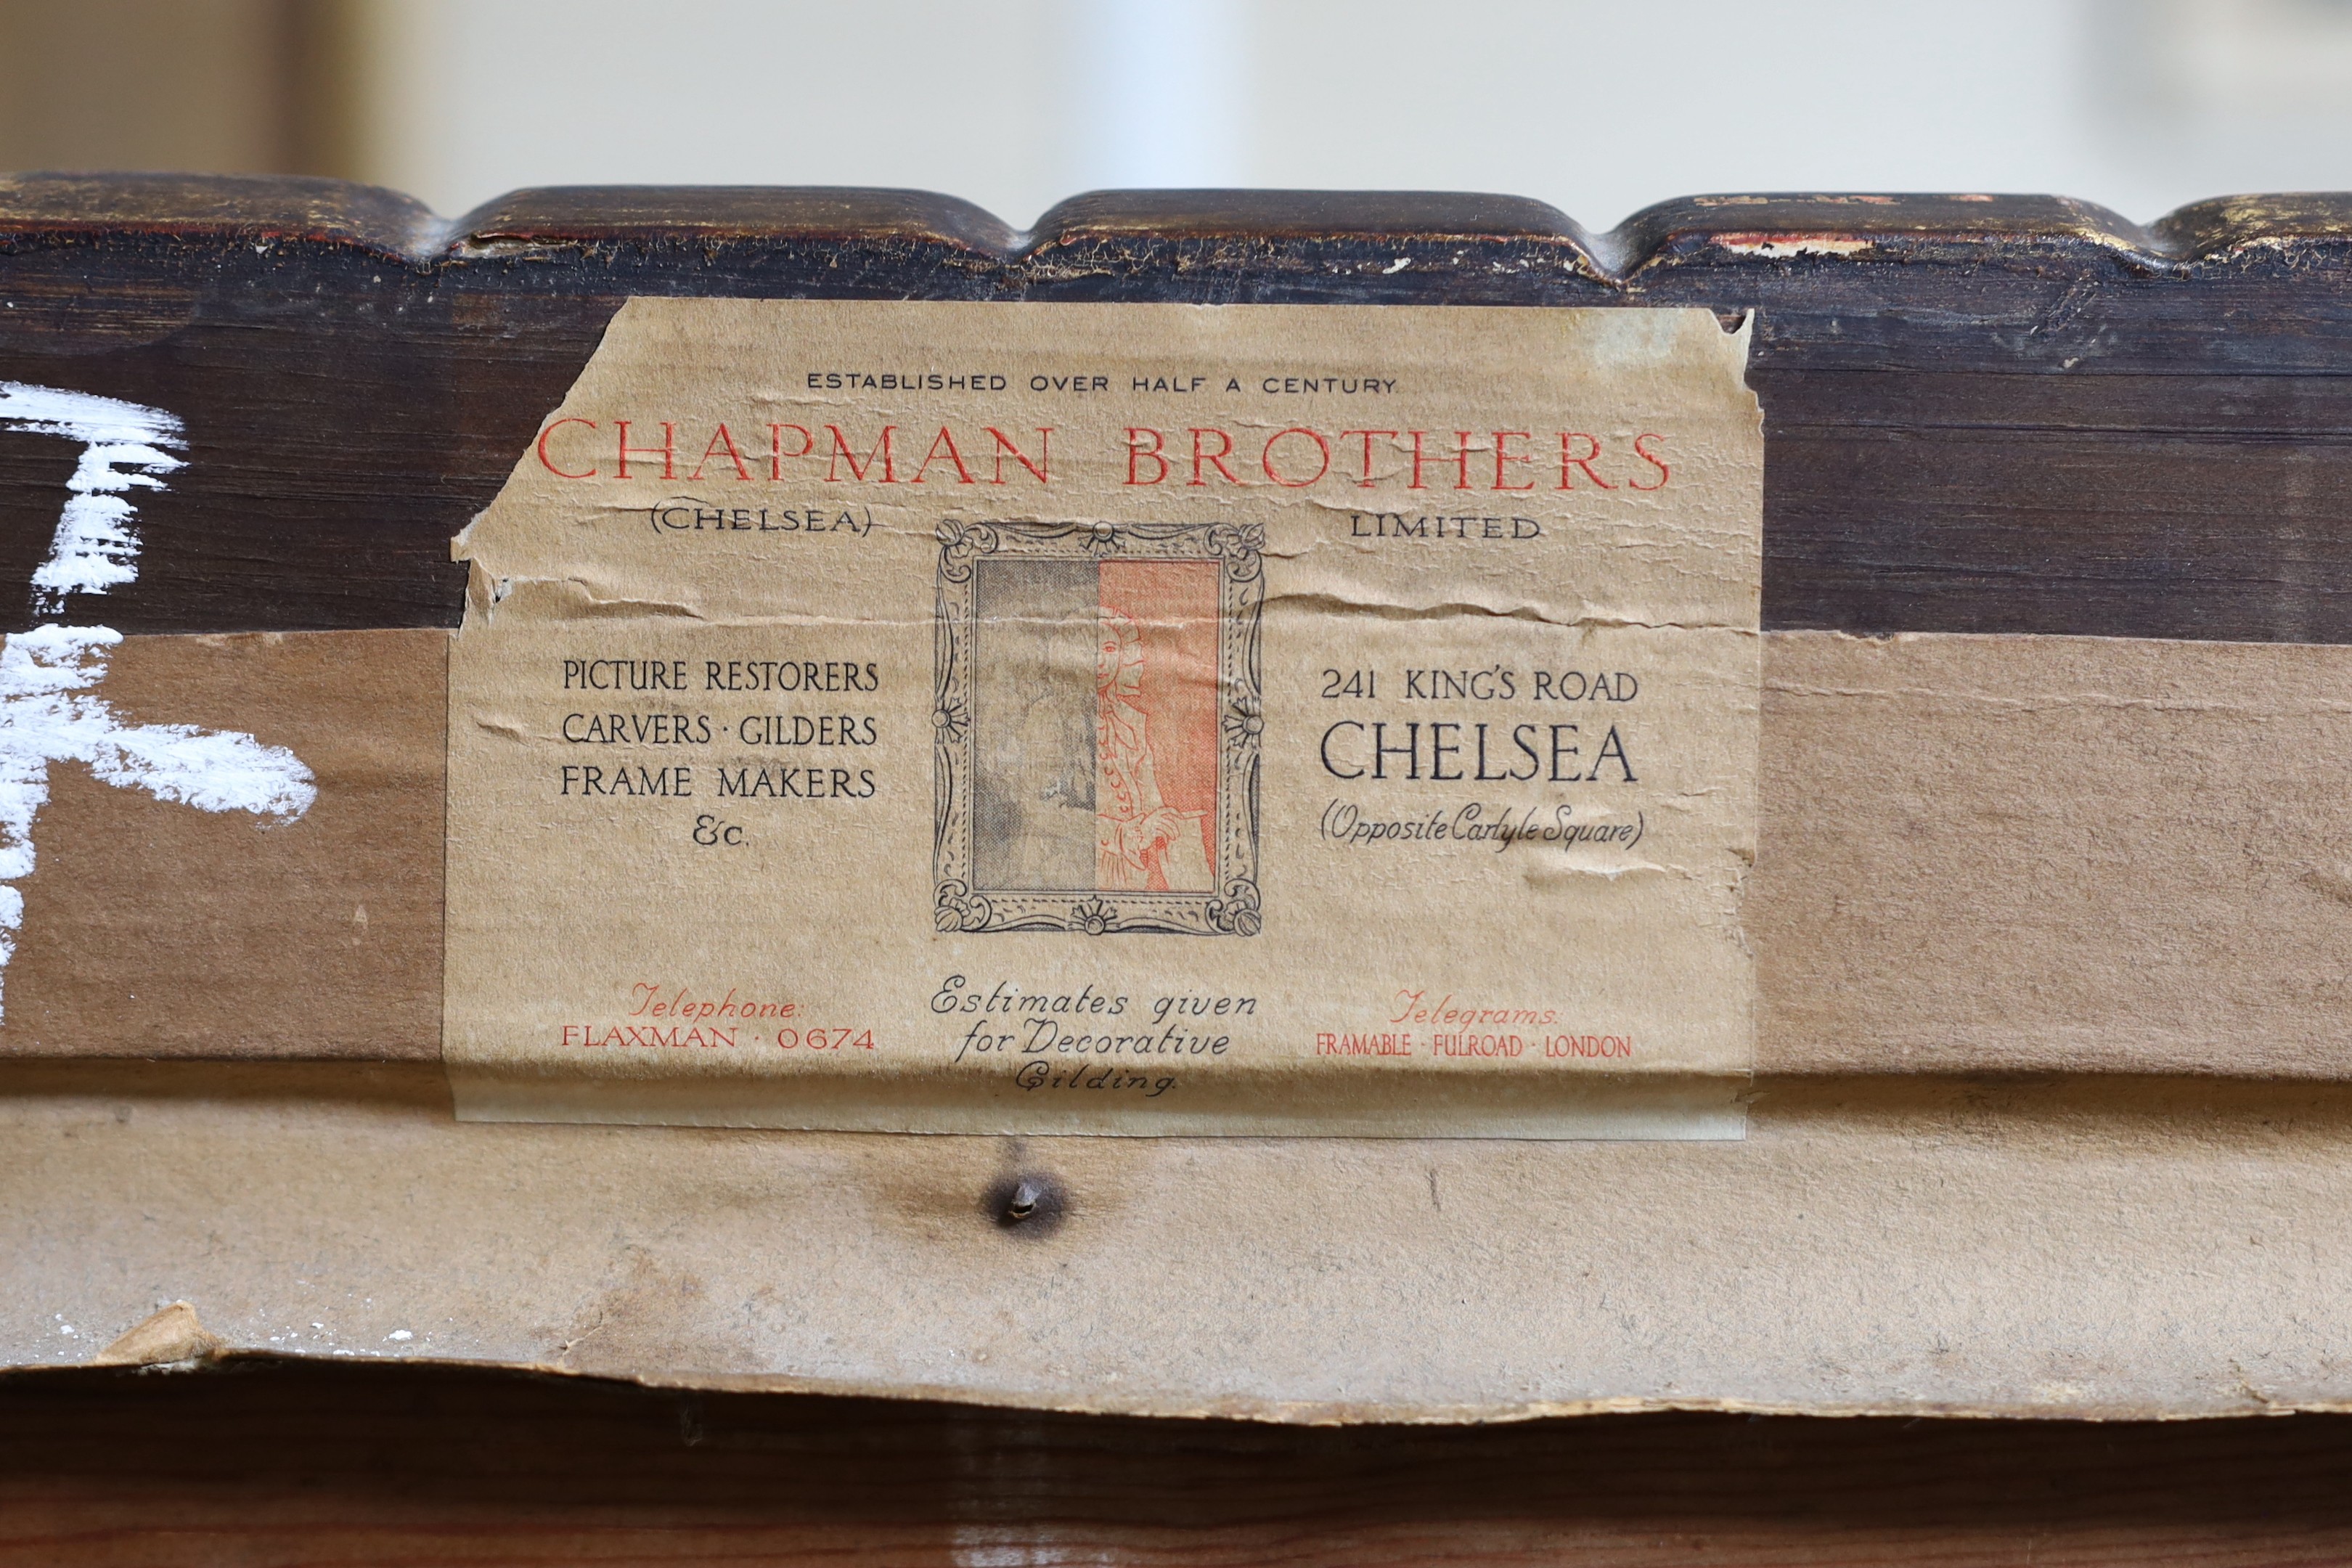 ESTABLISHED OVER HALF A CENTURY
CHAPMAN BROTHERS
(CHELSEA) LIMITED
PICTURE RESTORERS
CARVERS · GILDERS
FRAME MAKERS
&c.
241 KING'S ROAD
CHELSEA
(Opposite Carlyle Square)
Telephone:
FLAXMAN · 0674
Estimates given
for Decorative
Gilding.
Telegrams:
FRAMABLE · FULROAD · LONDON